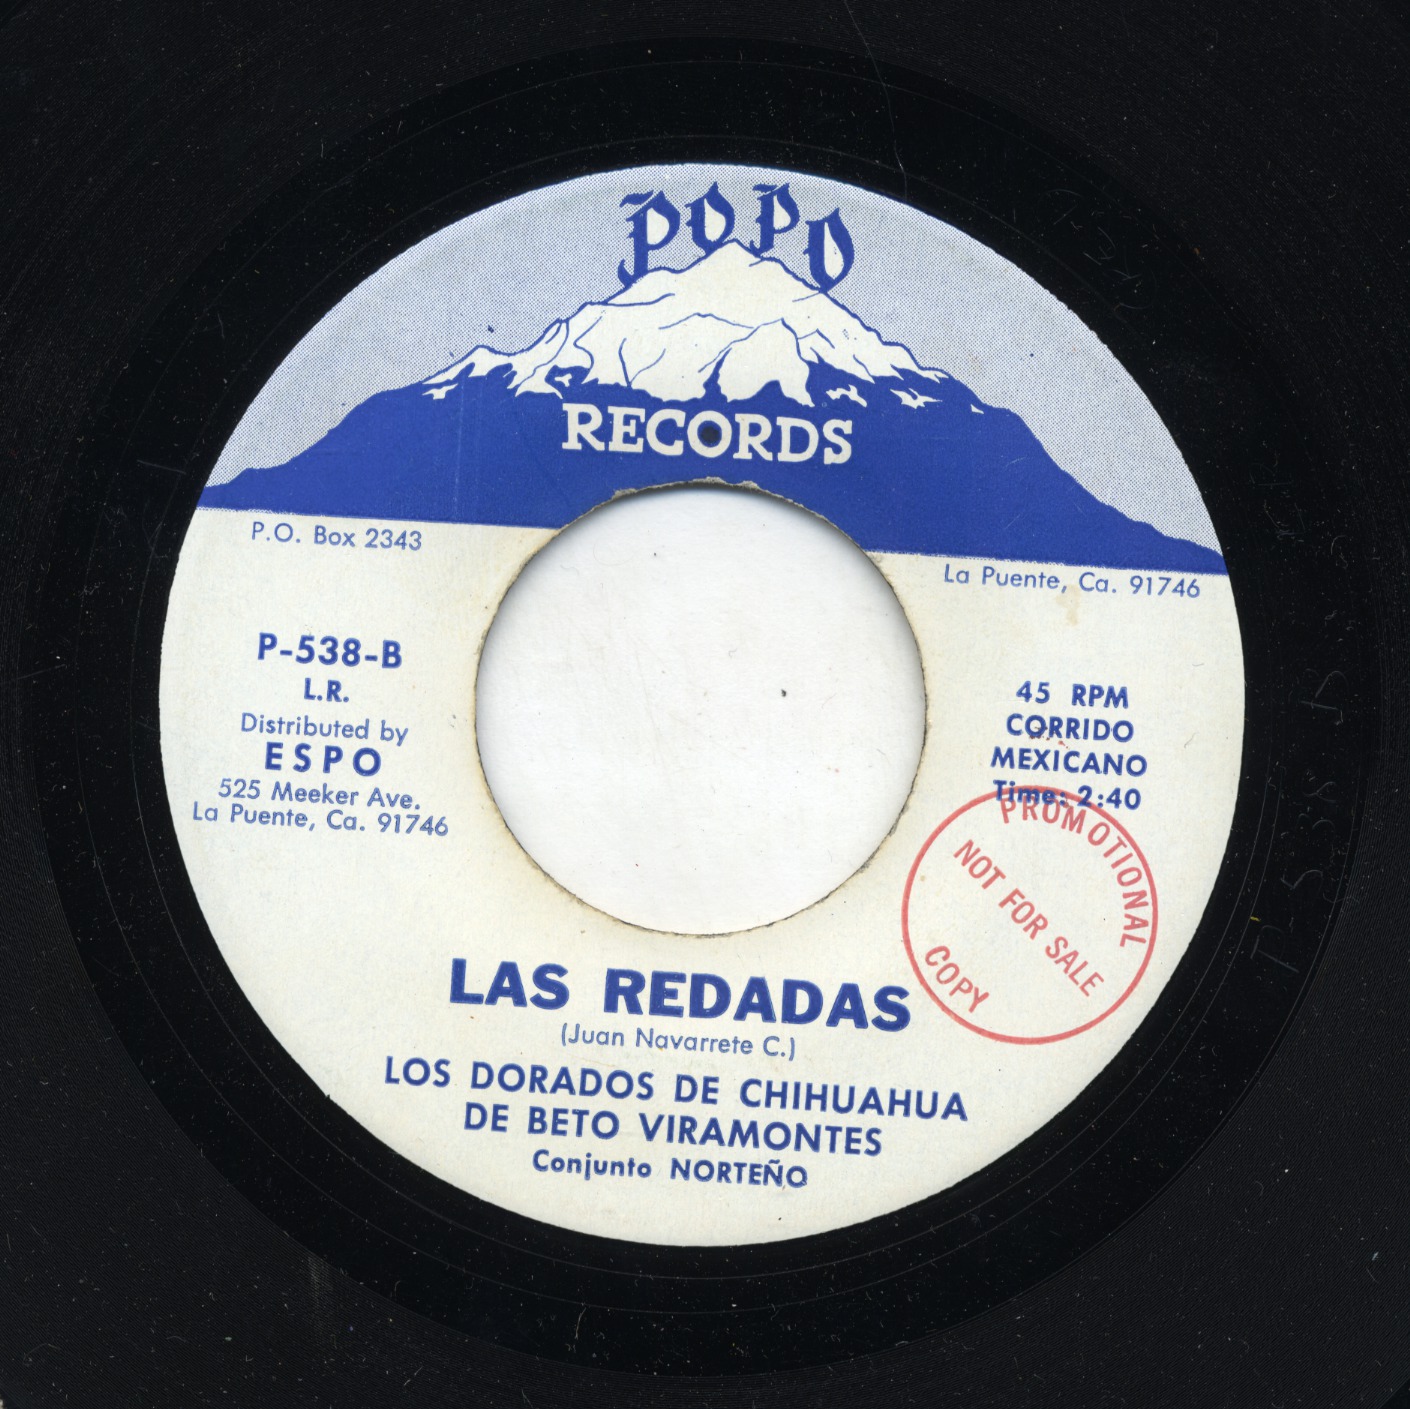 POPO
RECORDS
P.O. Box 2343
La Puente, Ca. 91746
P-538-B
L.R.
Distributed by
ESPO
525 Meeker Ave.
La Puente, Ca. 91746
45 RPM
CORRIDO
MEXICANO
Time: 2:40
PROMOTIONAL
NOT FOR SALE
COPY
LAS REDADAS
(Juan Navarrete C.)
LOS DORADOS DE CHIHUAHUA
DE BETO VIRAMONTES
Conjunto NORTEÑO
P-538-B